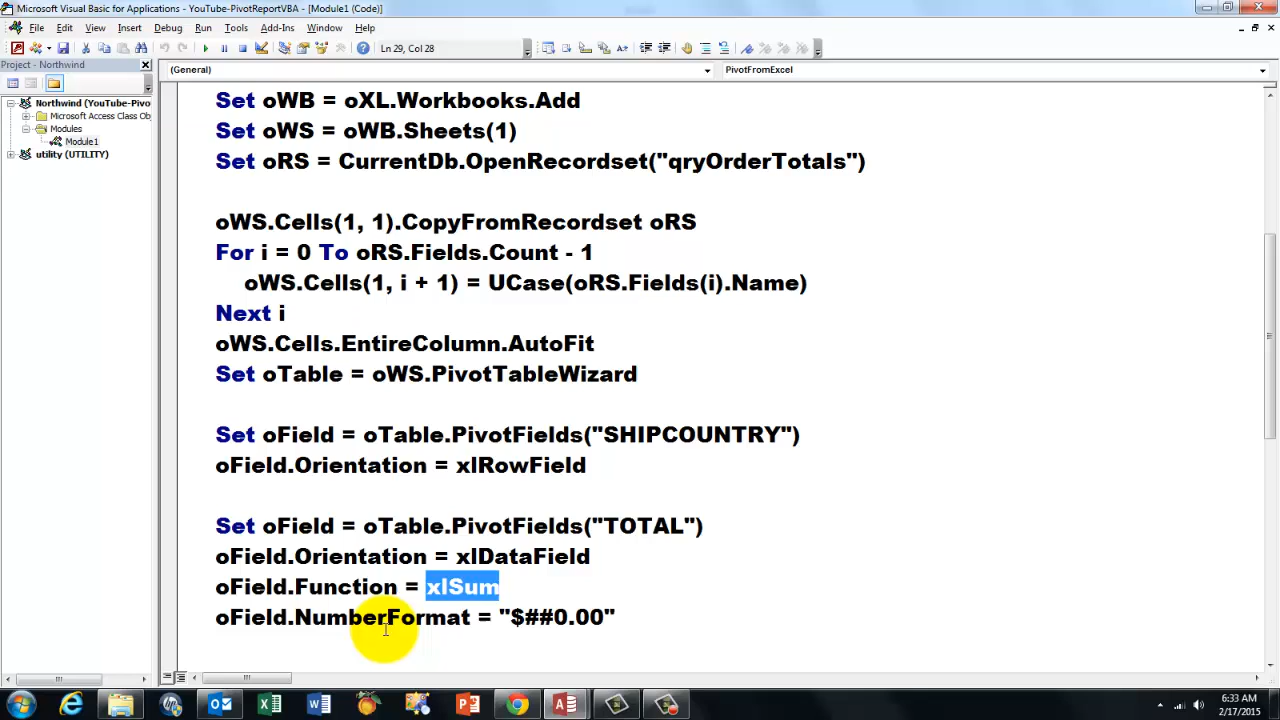 Microsoft Visual Basic for Applications - YouTube-PivotReportVBA - [Module1 (Code)]
File Edit View Insert Format Debug Run Tools Add-Ins Window Help
Ln 29, Col 28
Project - Northwind
(General) PivotFromExcel
Northwind (YouTube-Pivo
Microsoft Access Class Obj
Modules
Module1
utility (UTILITY)
Set oWB = oXL.Workbooks.Add
Set oWS = oWB.Sheets(1)
Set oRS = CurrentDb.OpenRecordset("qryOrderTotals")
oWS.Cells(1, 1).CopyFromRecordset oRS
For i = 0 To oRS.Fields.Count - 1
oWS.Cells(1, i + 1) = UCase(oRS.Fields(i).Name)
Next i
oWS.Cells.EntireColumn.AutoFit
Set oTable = oWS.PivotTableWizard
Set oField = oTable.PivotFields("SHIPCOUNTRY")
oField.Orientation = xlRowField
Set oField = oTable.PivotFields("TOTAL")
oField.Orientation = xlDataField
oField.Function = xlSum
oField.NumberFormat = "$##0.00"
6:33 AM
2/17/2015